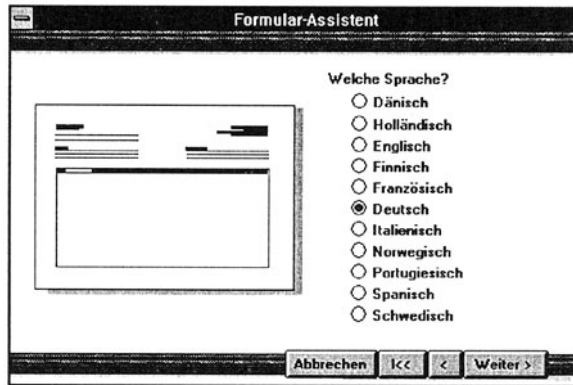 Formular-Assistent
Welche Sprache?
Dänisch
Holländisch
Englisch
Finnisch
Französisch
Deutsch
Italienisch
Norwegisch
Portugiesisch
Spanisch
Schwedisch
Abbrechen I<< < Weiter >